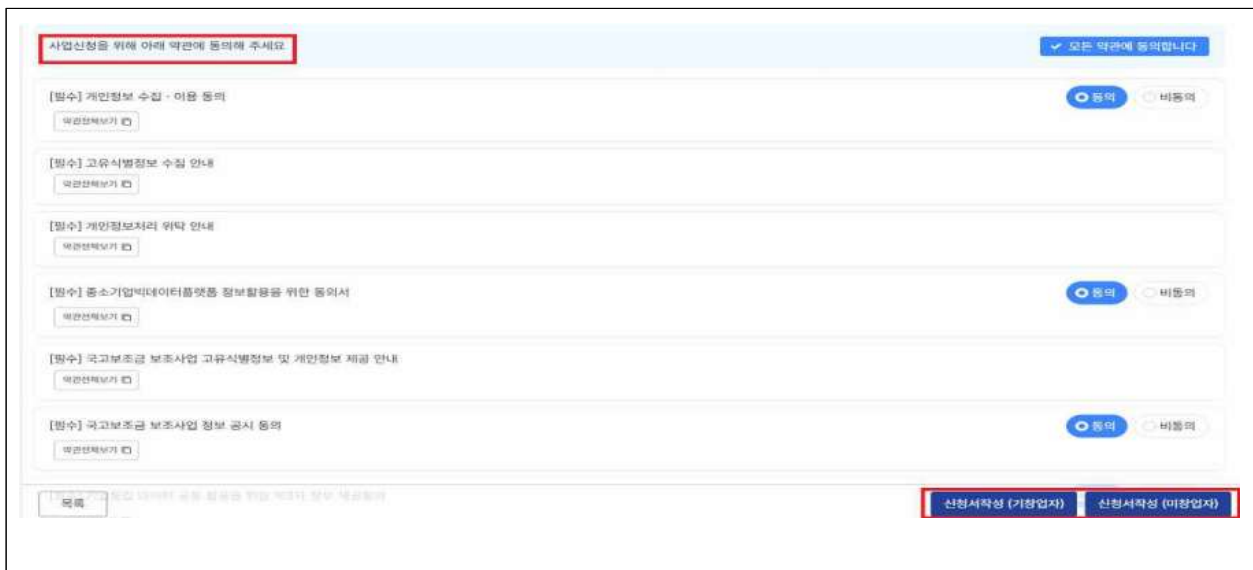 사업신청을 위해 아래 약관에 동의해 주세요
✓ 모든 약관에 동의합니다
[필수] 개인정보 수집 · 이용 동의
동의 비동의
약관전체보기
[필수] 고유식별정보 수집 안내
약관전체보기
[필수] 개인정보처리 위탁 안내
약관전체보기
[필수] 중소기업빅데이터플랫폼 정보활용을 위한 동의서
동의 비동의
약관전체보기
[필수] 국고보조금 보조사업 고유식별정보 및 개인정보 제공 안내
약관전체보기
[필수] 국고보조금 보조사업 정보 공시 동의
동의 비동의
약관전체보기
목록
신청서작성 (기창업자) 신청서작성 (미창업자)